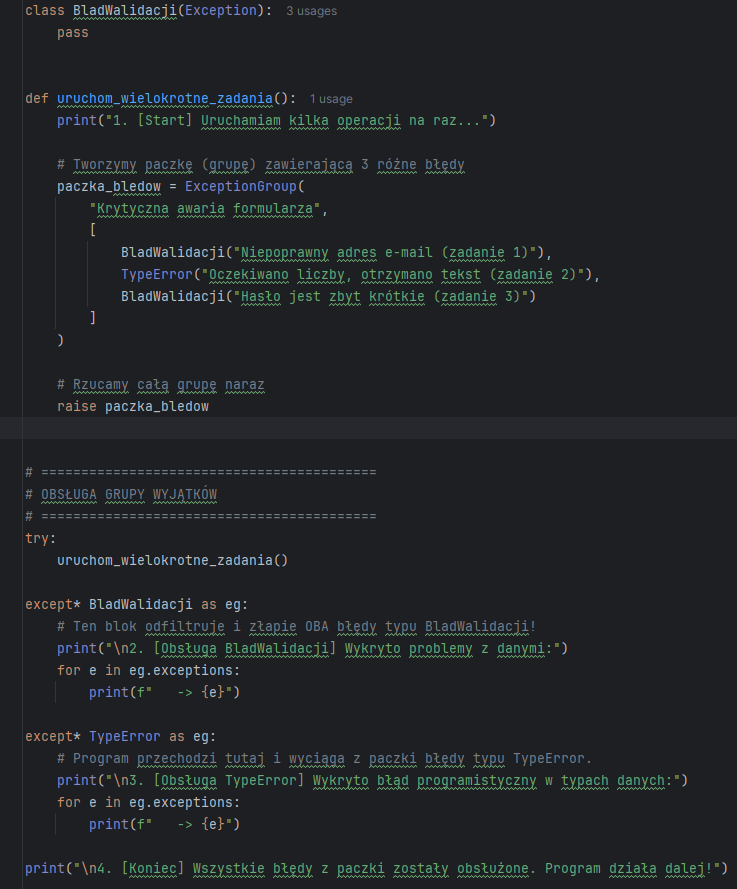 class BladWalidacji(Exception):  3 usages
    pass


def uruchom_wielokrotne_zadania():  1 usage
    print("1. [Start] Uruchamiam kilka operacji na raz...")

    # Tworzymy paczkę (grupę) zawierającą 3 różne błędy
    paczka_bledow = ExceptionGroup(
        "Krytyczna awaria formularza",
        [
            BladWalidacji("Niepoprawny adres e-mail (zadanie 1)"),
            TypeError("Oczekiwano liczby, otrzymano tekst (zadanie 2)"),
            BladWalidacji("Hasło jest zbyt krótkie (zadanie 3)")
        ]
    )

    # Rzucamy całą grupę naraz
    raise paczka_bledow


# ==========================================
# OBSŁUGA GRUPY WYJĄTKÓW
# ==========================================
try:
    uruchom_wielokrotne_zadania()

except* BladWalidacji as eg:
    # Ten blok odfiltruje i złapie OBA błędy typu BladWalidacji!
    print("\n2. [Obsługa BladWalidacji] Wykryto problemy z danymi:")
    for e in eg.exceptions:
        print(f"   -> {e}")

except* TypeError as eg:
    # Program przechodzi tutaj i wyciąga z paczki błędy typu TypeError.
    print("\n3. [Obsługa TypeError] Wykryto błąd programistyczny w typach danych:")
    for e in eg.exceptions:
        print(f"   -> {e}")

print("\n4. [Koniec] Wszystkie błędy z paczki zostały obsłużone. Program działa dalej!")